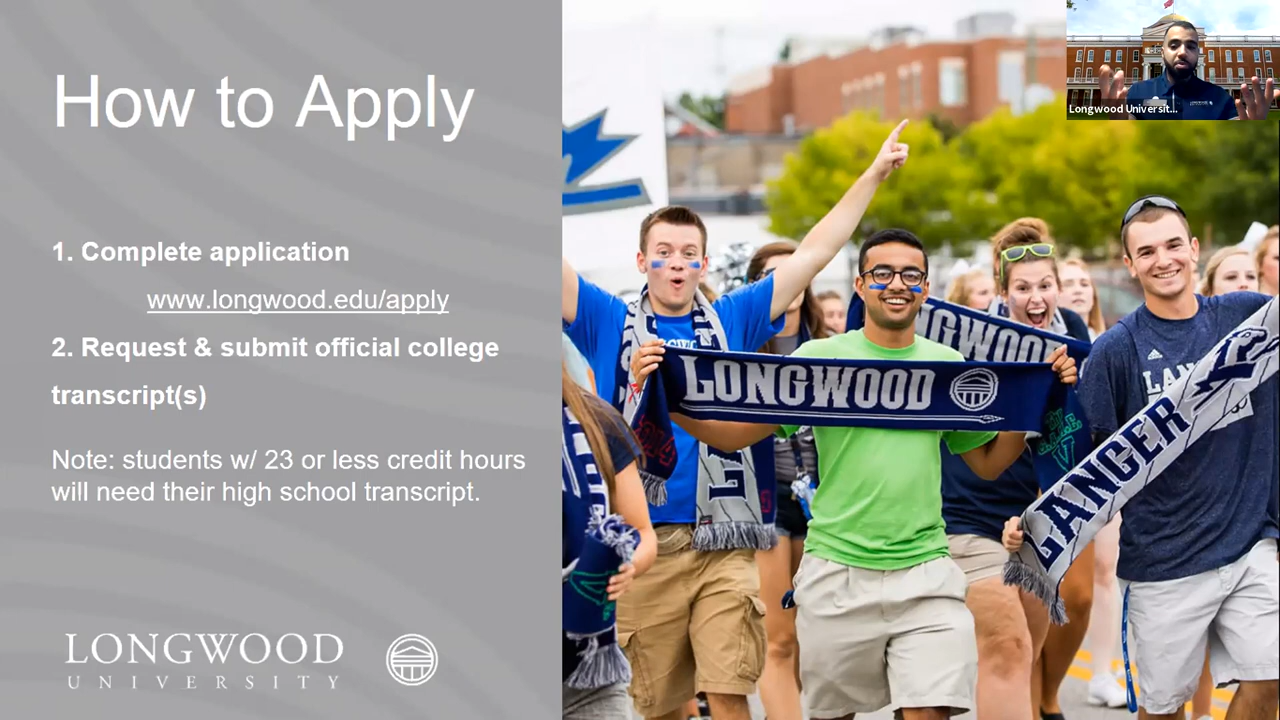 How to Apply
1. Complete application
www.longwood.edu/apply
2. Request & submit official college
transcript(s)
Note: students w/ 23 or less credit hours
will need their high school transcript.
LONGWOOD
UNIVERSITY
Longwood Universit...
LONGWOOD
LONGWOOD
LANCER